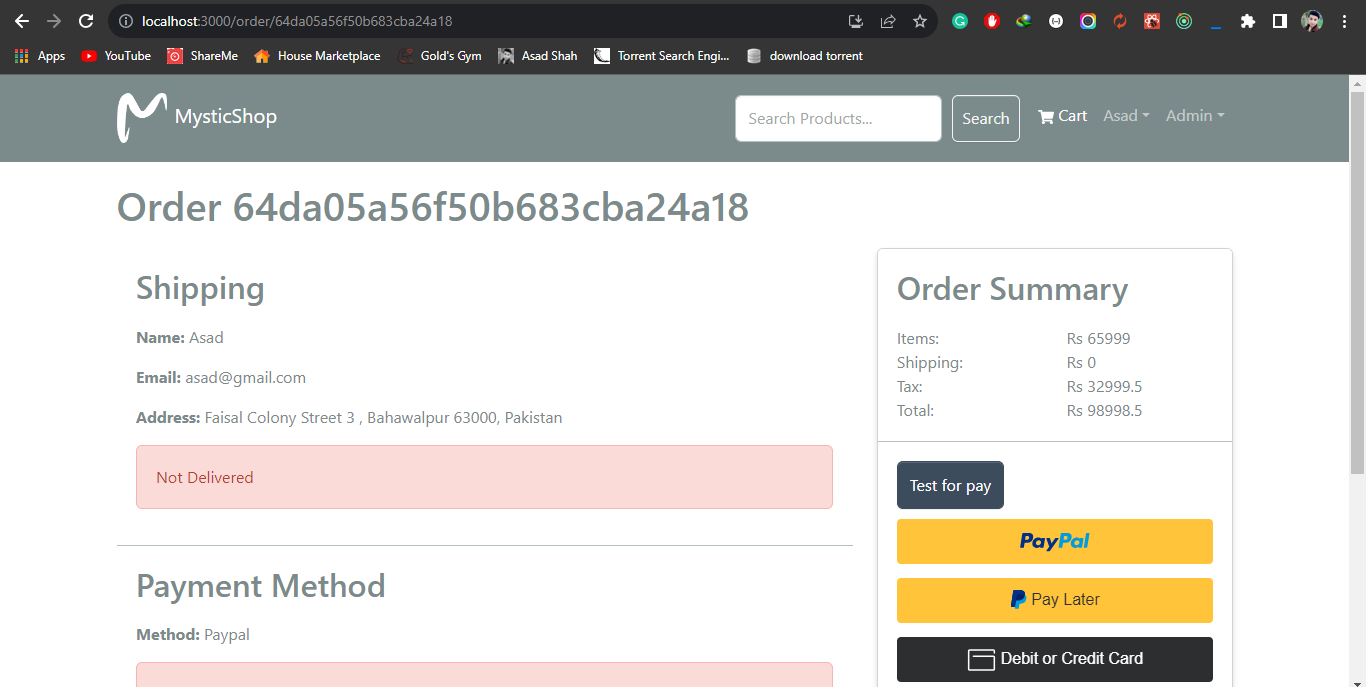 localhost:3000/order/64da05a56f50b683cba24a18
Apps YouTube ShareMe House Marketplace Gold's Gym Asad Shah Torrent Search Engi... download torrent
MysticShop Search Products... Search Cart Asad Admin
Order 64da05a56f50b683cba24a18
Shipping
Name: Asad
Email: asad@gmail.com
Address: Faisal Colony Street 3 , Bahawalpur 63000, Pakistan
Not Delivered
Payment Method
Method: Paypal
Order Summary
Items: Rs 65999
Shipping: Rs 0
Tax: Rs 32999.5
Total: Rs 98998.5
Test for pay
PayPal
Pay Later
Debit or Credit Card